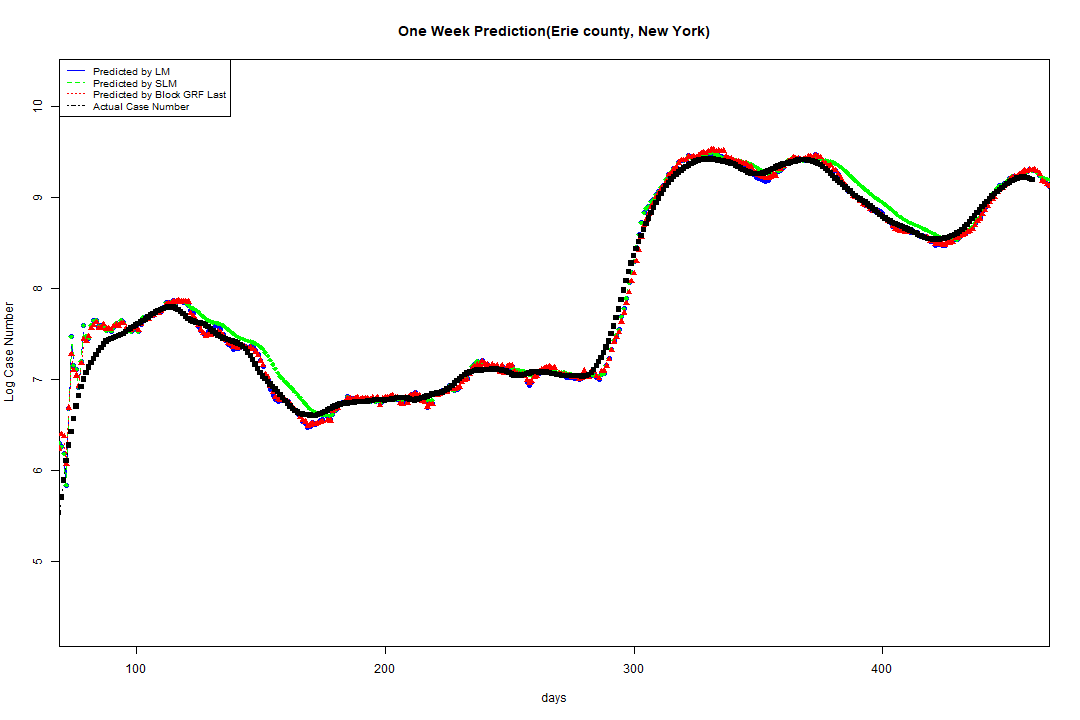 One Week Prediction(Erie county, New York)
Predicted by LM
Predicted by SLM
Predicted by Block GRF Last
Actual Case Number
10
9
8
7
6
5
Log Case Number
100 200 300 400
days